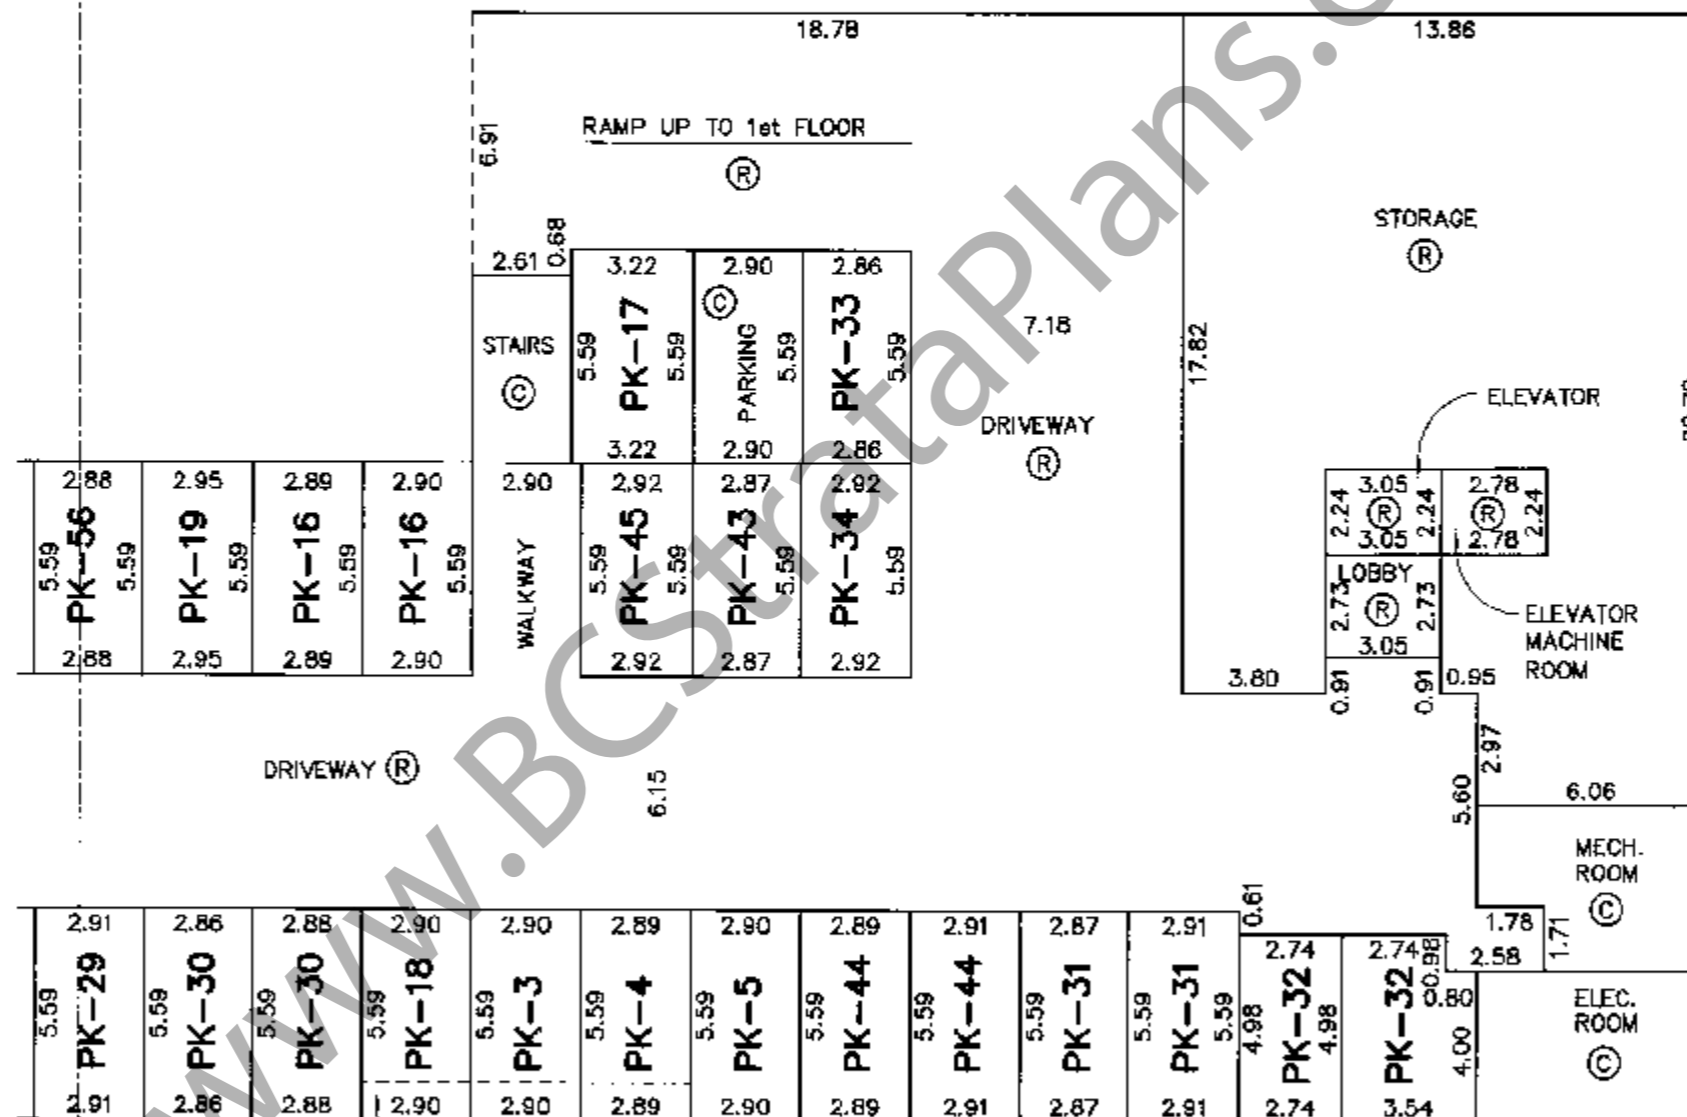 18.78
13.86
6.91
RAMP UP TO 1st FLOOR
R
STORAGE
R
2.61
0.68
3.22
2.90
2.86
C
STAIRS
C
5.59
PK-17
5.59
PARKING
5.59
PK-33
5.59
7.18
17.82
DRIVEWAY
R
ELEVATOR
3.22
2.90
2.86
2.88
2.95
2.89
2.90
2.90
2.92
2.87
2.92
5.59
PK-56
5.59
PK-19
5.59
PK-16
5.59
PK-16
5.59
WALKWAY
5.59
PK-45
5.59
PK-43
5.59
PK-34
5.59
2.88
2.95
2.89
2.90
2.92
2.87
2.92
3.05
2.78
2.24
R
2.24
R
2.24
3.05
2.78
LOBBY
2.73
R
2.73
3.05
ELEVATOR
MACHINE
ROOM
3.80
0.91
0.91
0.95
DRIVEWAY R
6.15
2.97
5.60
6.06
MECH.
ROOM
C
0.61
1.78
1.71
2.58
2.91
2.86
2.88
2.90
2.90
2.89
2.90
2.89
2.91
2.87
2.91
2.74
2.74
0.98
0.80
5.59
PK-29
5.59
PK-30
5.59
PK-30
5.59
PK-18
5.59
PK-3
5.59
PK-4
5.59
PK-5
5.59
PK-44
5.59
PK-44
5.59
PK-31
5.59
PK-31
5.59
4.98
PK-32
4.98
PK-32
4.00
ELEC.
ROOM
C
2.91
2.86
2.88
2.90
2.90
2.89
2.90
2.89
2.91
2.87
2.91
2.74
3.54
www.BCStrataPlans.c